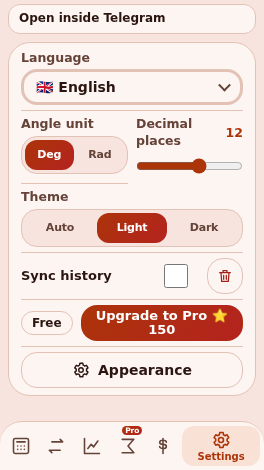 Open inside Telegram
Language
🇬🇧 English
Angle unit
Deg Rad
Decimal places 12
Theme
Auto Light Dark
Sync history
Free
Upgrade to Pro ⭐ 150
Appearance
Pro
Settings